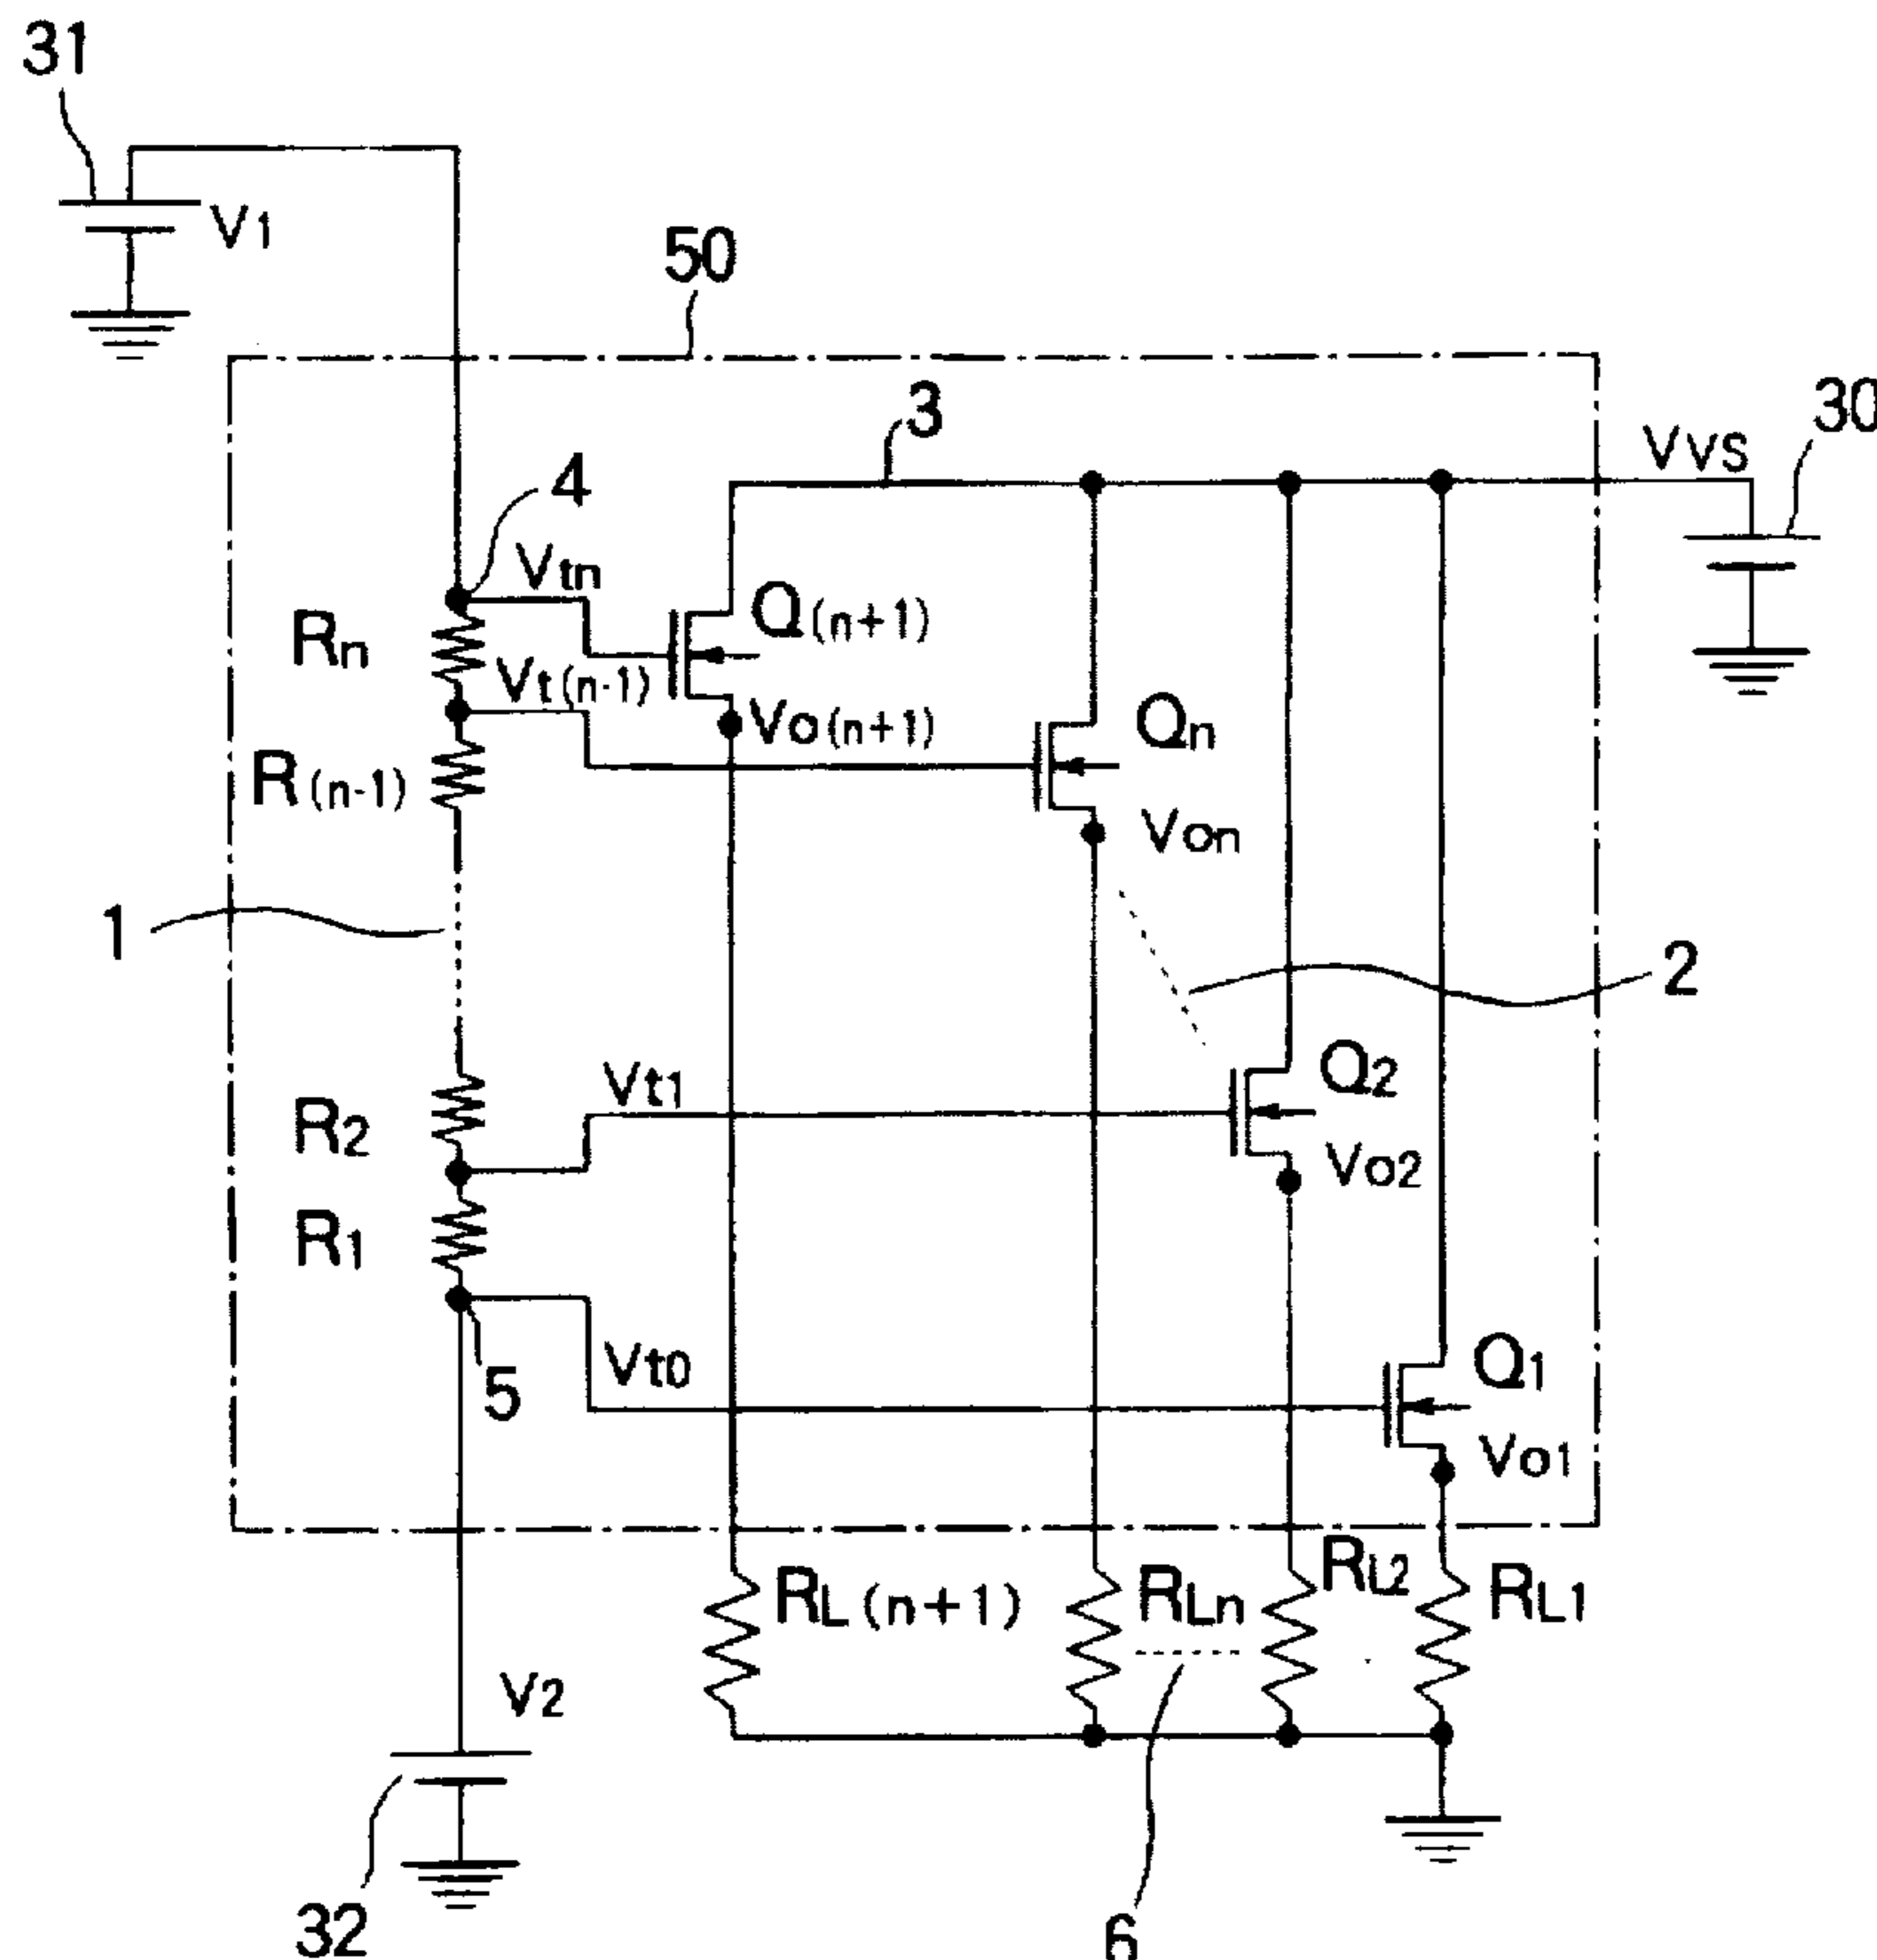 31
V1
50
3
30
VVS
4
Vtn
Q(n+1)
Rn
Vt(n-1)
Vo(n+1)
Qn
R(n-1)
Von
1
2
Q2
Vt1
R2
Vo2
R1
Q1
Vt0
5
Vo1
RL(n+1)
RLn
RL2
RL1
V2
32
6